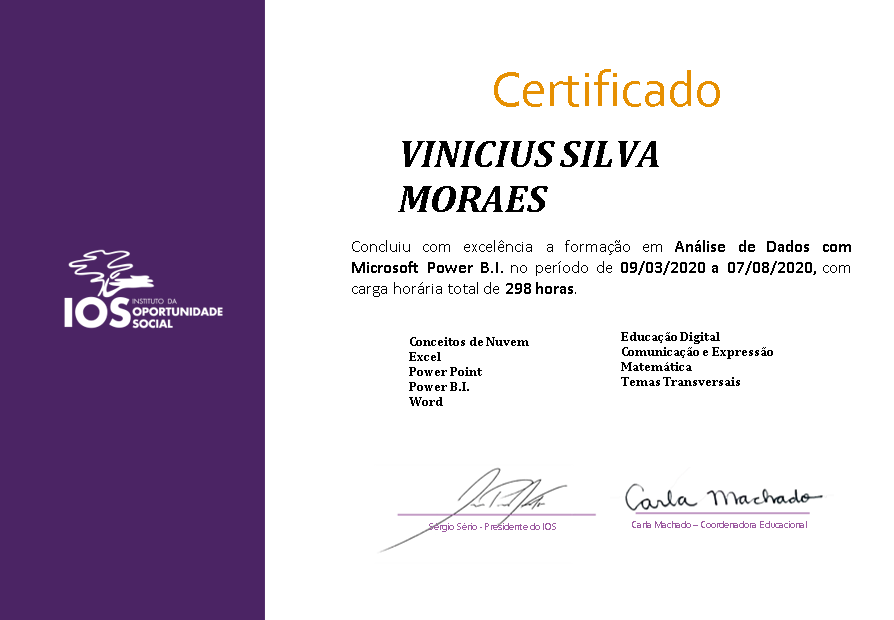 Certificado
VINICIUS SILVA
MORAES
Concluiu com excelência a formação em Análise de Dados com
Microsoft Power B.I. no período de 09/03/2020 a 07/08/2020, com
carga horária total de 298 horas.
IOS INSTITUTO DA
OPORTUNIDADE
SOCIAL
Conceitos de Nuvem
Excel
Power Point
Power B.I.
Word
Educação Digital
Comunicação e Expressão
Matemática
Temas Transversais
Carla Machado
Sérgio Sério - Presidente do IOS
Carla Machado – Coordenadora Educacional